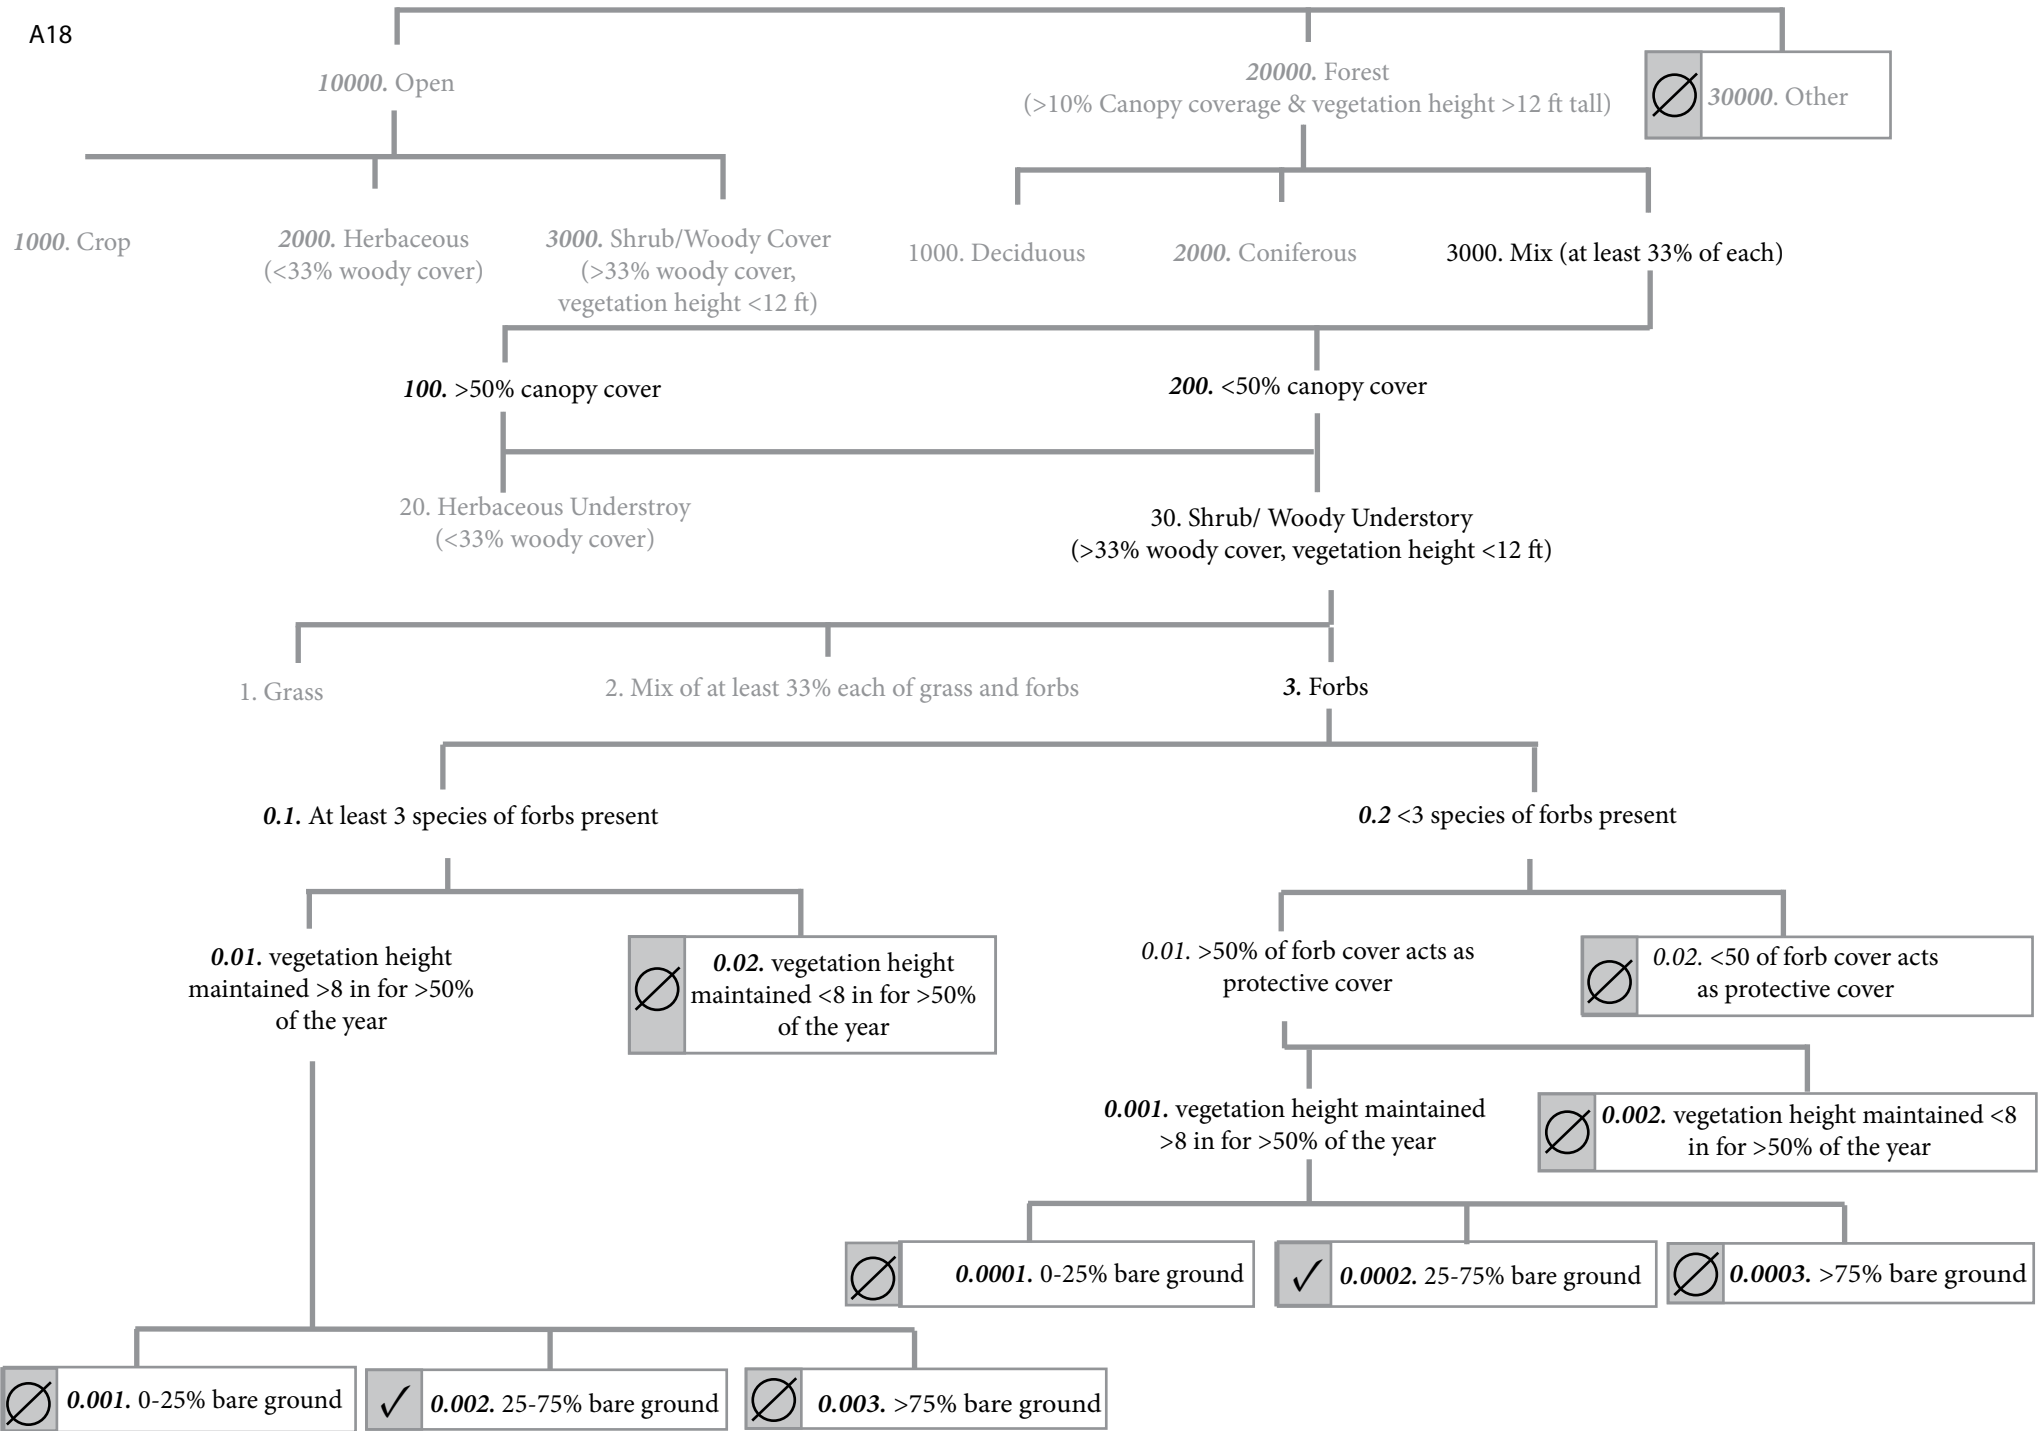 A18
10000. Open
20000. Forest
(>10% Canopy coverage & vegetation height >12 ft tall)
30000. Other
1000. Crop
2000. Herbaceous
(<33% woody cover)
3000. Shrub/Woody Cover
(>33% woody cover,
vegetation height <12 ft)
1000. Deciduous
2000. Coniferous
3000. Mix (at least 33% of each)
100. >50% canopy cover
200. <50% canopy cover
20. Herbaceous Understroy
(<33% woody cover)
30. Shrub/ Woody Understory
(>33% woody cover, vegetation height <12 ft)
1. Grass
2. Mix of at least 33% each of grass and forbs
3. Forbs
0.1. At least 3 species of forbs present
0.2 <3 species of forbs present
0.01. vegetation height
maintained >8 in for >50%
of the year
0.02. vegetation height
maintained <8 in for >50%
of the year
0.01. >50% of forb cover acts as
protective cover
0.02. <50 of forb cover acts
as protective cover
0.001. vegetation height maintained
>8 in for >50% of the year
0.002. vegetation height maintained <8
in for >50% of the year
0.0001. 0-25% bare ground
0.0002. 25-75% bare ground
0.0003. >75% bare ground
0.001. 0-25% bare ground
0.002. 25-75% bare ground
0.003. >75% bare ground